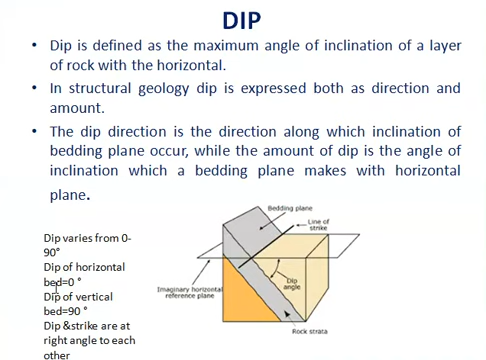 DIP
• Dip is defined as the maximum angle of inclination of a layer
of rock with the horizontal.
• In structural geology dip is expressed both as direction and
amount.
• The dip direction is the direction along which inclination of
bedding plane occur, while the amount of dip is the angle of
inclination which a bedding plane makes with horizontal
plane.
Dip varies from 0-
90°
Dip of horizontal
bed=0 °
Dip of vertical
bed=90 °
Dip &strike are at
right angle to each
other
Bedding plane
Line of
strike
Imaginary horizontal
reference plane
Dip
angle
Rock strata